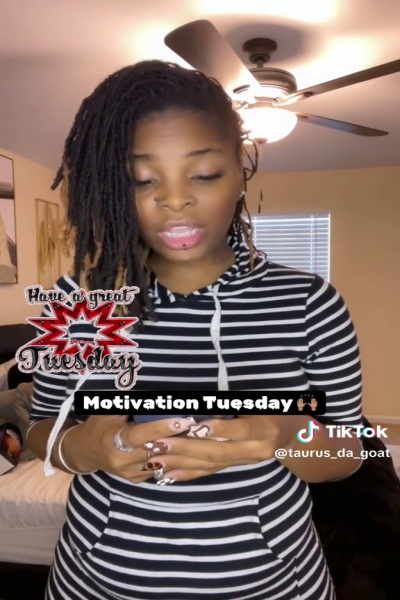 Have a great
Tuesday
Motivation Tuesday 🙌🏾
TikTok
@taurus_da_goat